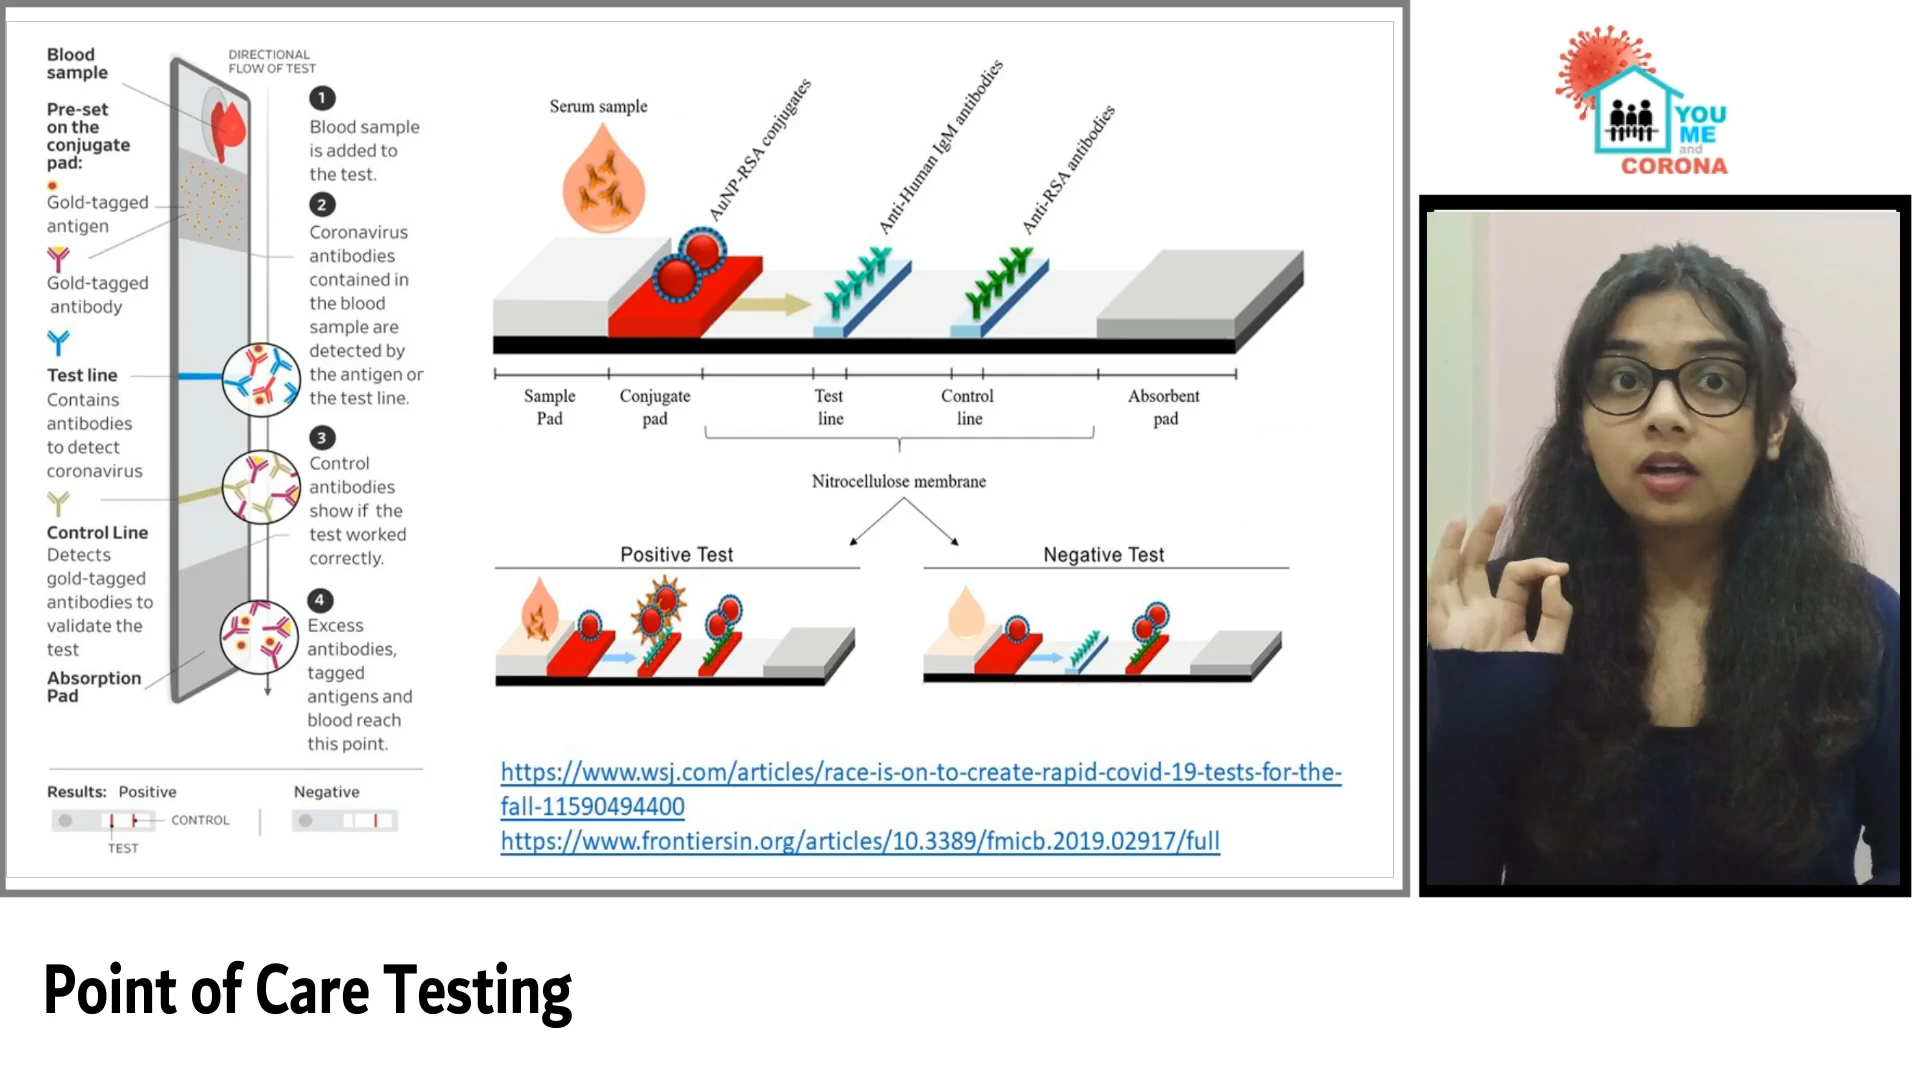 Blood
sample
Pre-set
on the
conjugate
pad:
Gold-tagged
antigen
Gold-tagged
antibody
Test line
Contains
antibodies
to detect
coronavirus
Control Line
Detects
gold-tagged
antibodies to
validate the
test
Absorption
Pad
DIRECTIONAL
FLOW OF TEST
1
Blood sample
is added to
the test.
2
Coronavirus
antibodies
contained in
the blood
sample are
detected by
the antigen or
the test line.
3
Control
antibodies
show if the
test worked
correctly.
4
Excess
antibodies,
tagged
antigens and
blood reach
this point.
Results: Positive
CONTROL
TEST
Negative
Serum sample
AuNP-RSA conjugates
Anti-Human IgM antibodies
Anti-RSA antibodies
Sample
Pad
Conjugate
pad
Test
line
Control
line
Absorbent
pad
Nitrocellulose membrane
Positive Test
Negative Test
https://www.wsj.com/articles/race-is-on-to-create-rapid-covid-19-tests-for-the-
fall-11590494400
https://www.frontiersin.org/articles/10.3389/fmicb.2019.02917/full
YOU
ME
and
CORONA
Point of Care Testing